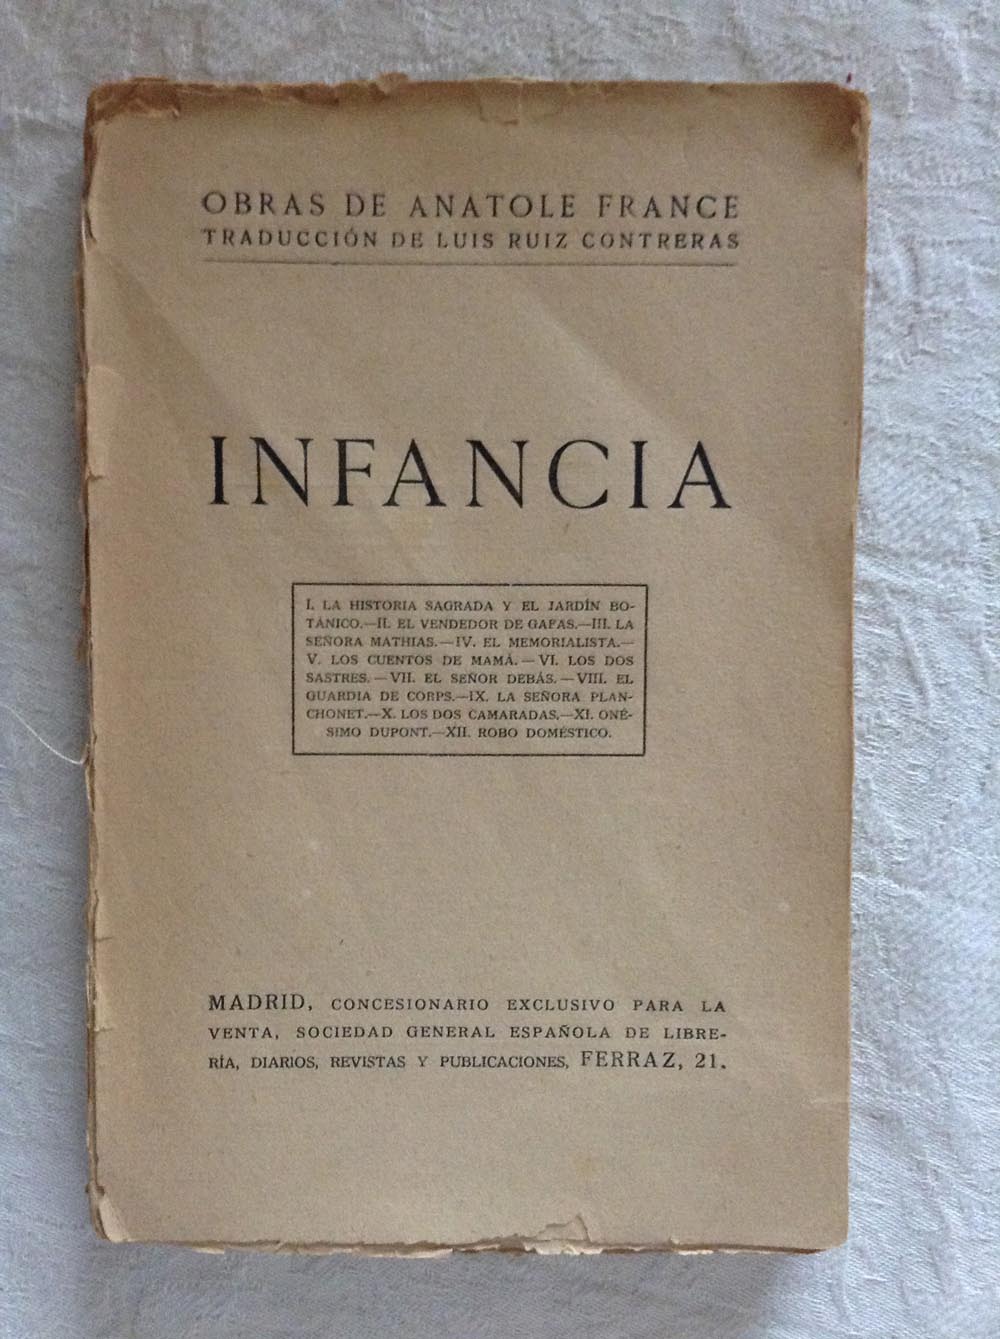 OBRAS DE ANATOLE FRANCE
TRADUCCIÓN DE LUIS RUIZ CONTRERAS
INFANCIA
I. LA HISTORIA SAGRADA Y EL JARDÍN BO-
TÁNICO.—II. EL VENDEDOR DE GAFAS.—III. LA
SEÑORA MATHIAS.—IV. EL MEMORIALISTA.—
V. LOS CUENTOS DE MAMÁ.—VI. LOS DOS
SASTRES.—VII. EL SEÑOR DEBÁS.—VIII. EL
GUARDIA DE CORPS.—IX. LA SEÑORA PLAN-
CHONET.—X. LOS DOS CAMARADAS.—XI. ONÉ-
SIMO DUPONT.—XII. ROBO DOMÉSTICO.
MADRID, CONCESIONARIO EXCLUSIVO PARA LA
VENTA, SOCIEDAD GENERAL ESPAÑOLA DE LIBRE-
RÍA, DIARIOS, REVISTAS Y PUBLICACIONES, FERRAZ, 21.